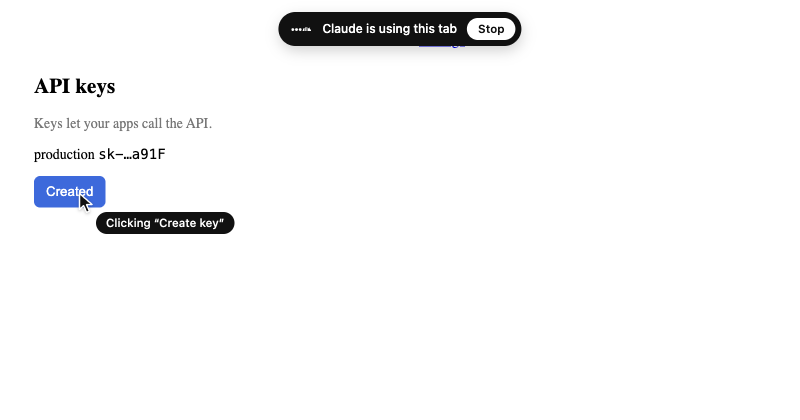 Claude is using this tab Stop
API keys
Keys let your apps call the API.
production sk-…a91F
Created
Clicking “Create key”